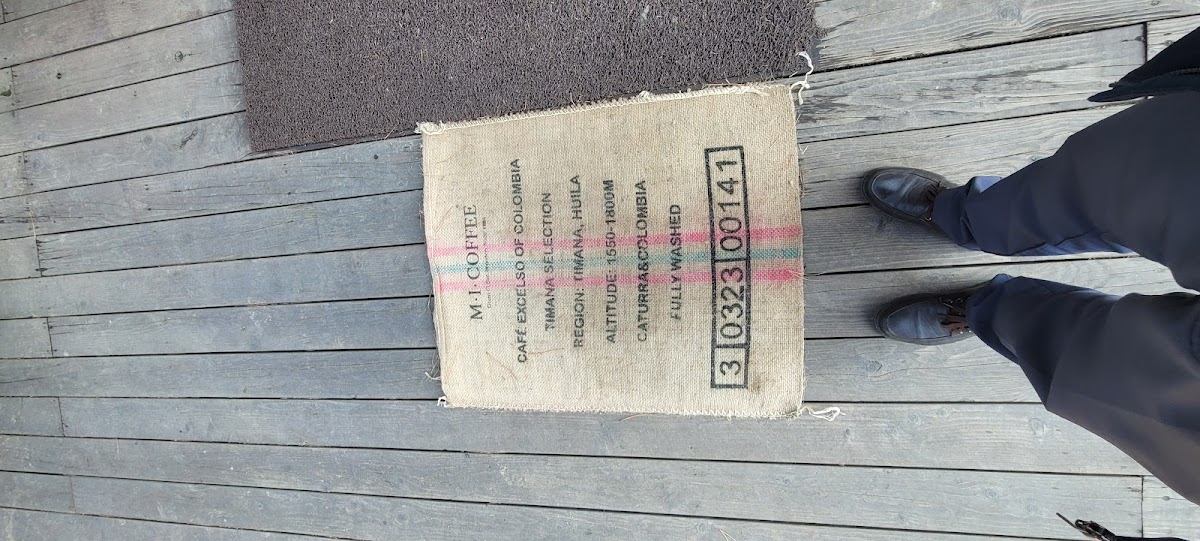 M·I·COFFEE
CAFÉ EXCELSO OF COLOMBIA
TIMANA SELECTION
REGION: TIMANA, HUILA
ALTITUDE: 1550-1800M
CATURRA&COLOMBIA
FULLY WASHED
3 0323 00141